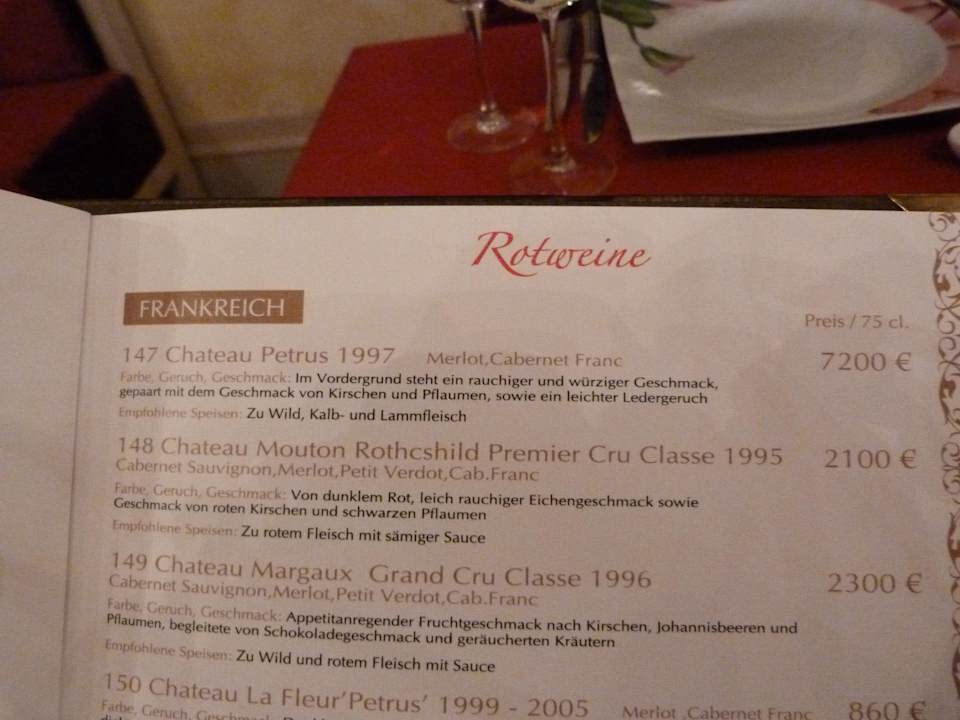 Rotweine
FRANKREICH
Preis / 75 cl.
147 Chateau Petrus 1997 Merlot,Cabernet Franc 7200 €
Farbe, Geruch, Geschmack: Im Vordergrund steht ein rauchiger und würziger Geschmack,
gepaart mit dem Geschmack von Kirschen und Pflaumen, sowie ein leichter Ledergeruch
Empfohlene Speisen: Zu Wild, Kalb- und Lammfleisch
148 Chateau Mouton Rothcshild Premier Cru Classe 1995 2100 €
Cabernet Sauvignon,Merlot,Petit Verdot,Cab.Franc
Farbe, Geruch, Geschmack: Von dunklem Rot, leich rauchiger Eichengeschmack sowie
Geschmack von roten Kirschen und schwarzen Pflaumen
Empfohlene Speisen: Zu rotem Fleisch mit sämiger Sauce
149 Chateau Margaux Grand Cru Classe 1996 2300 €
Cabernet Sauvignon,Merlot,Petit Verdot,Cab.Franc
Farbe, Geruch, Geschmack: Appetitanregender Fruchtgeschmack nach Kirschen, Johannisbeeren und
Pflaumen, begleitete von Schokoladegeschmack und geräucherten Kräutern
Empfohlene Speisen: Zu Wild und rotem Fleisch mit Sauce
150 Chateau La Fleur'Petrus' 1999 - 2005 Merlot ,Cabernet Franc 860 €
Farbe, Geruch, Geschmack: